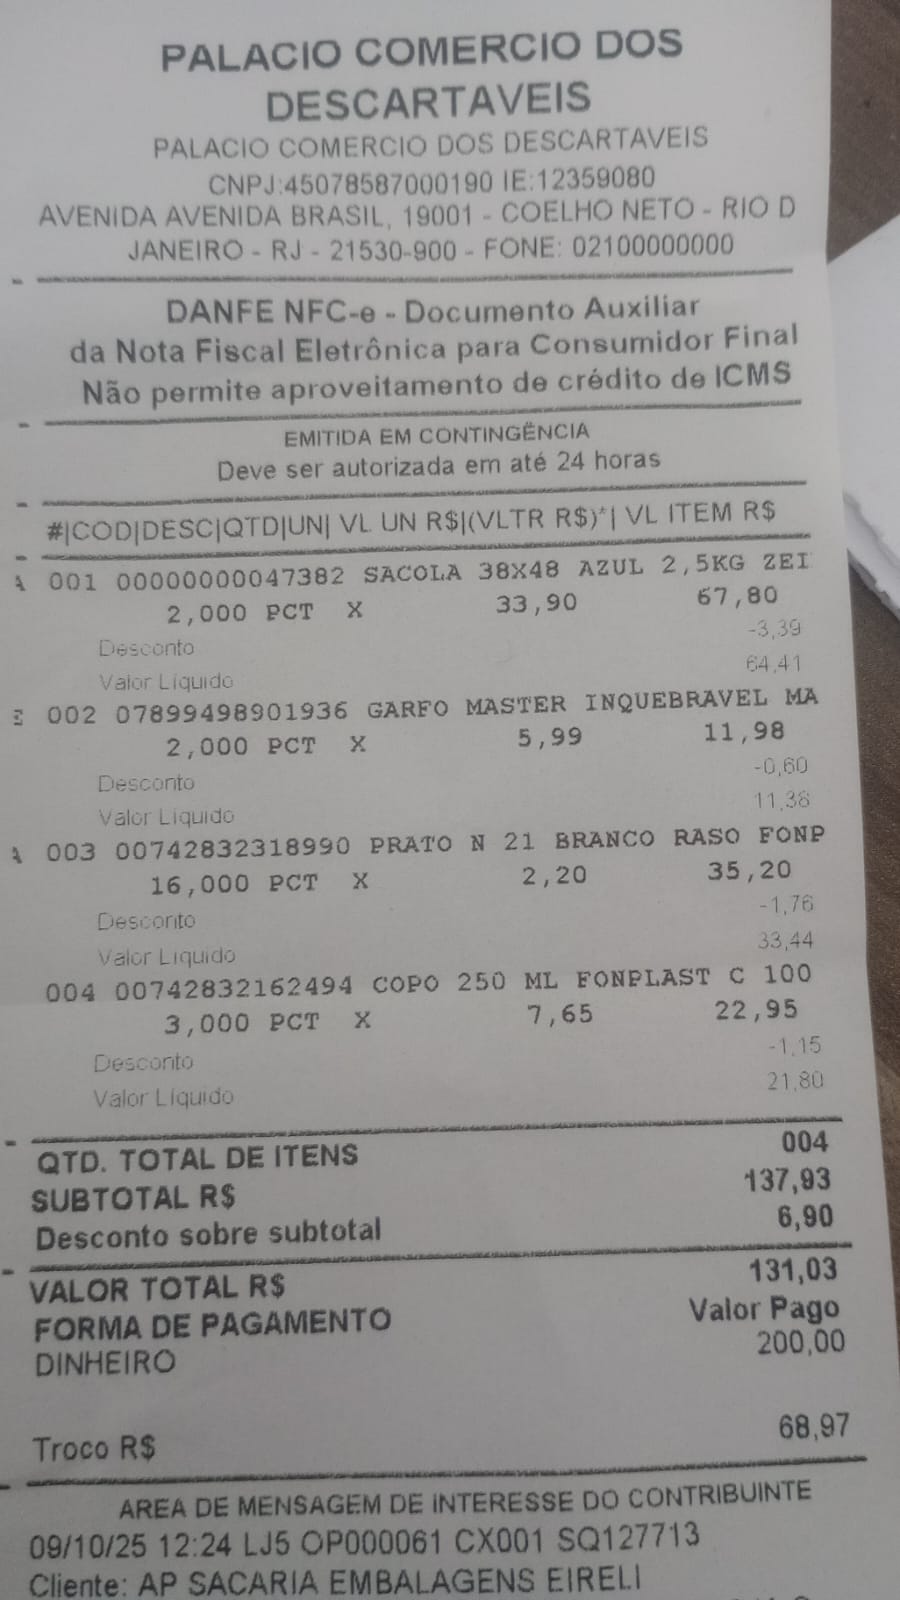 PALACIO COMERCIO DOS
DESCARTAVEIS
PALACIO COMERCIO DOS DESCARTAVEIS
CNPJ:45078587000190 IE:12359080
AVENIDA AVENIDA BRASIL, 19001 - COELHO NETO - RIO D
JANEIRO - RJ - 21530-900 - FONE: 02100000000
DANFE NFC-e - Documento Auxiliar
da Nota Fiscal Eletrônica para Consumidor Final
Não permite aproveitamento de crédito de ICMS
EMITIDA EM CONTINGÊNCIA
Deve ser autorizada em até 24 horas
#|COD|DESC|QTD|UN| VL UN R$|(VLTR R$)*| VL ITEM R$
001 00000000047382 SACOLA 38X48 AZUL 2,5KG ZEI
2,000 PCT X 33,90 67,80
Desconto -3,39
Valor Líquido 64,41
002 07899498901936 GARFO MASTER INQUEBRAVEL MA
2,000 PCT X 5,99 11,98
Desconto -0,60
Valor Líquido 11,38
003 00742832318990 PRATO N 21 BRANCO RASO FONP
16,000 PCT X 2,20 35,20
Desconto -1,76
Valor Líquido 33,44
004 00742832162494 COPO 250 ML FONPLAST C 100
3,000 PCT X 7,65 22,95
Desconto -1,15
Valor Líquido 21,80
QTD. TOTAL DE ITENS 004
SUBTOTAL R$ 137,93
Desconto sobre subtotal 6,90
VALOR TOTAL R$ 131,03
FORMA DE PAGAMENTO Valor Pago
DINHEIRO 200,00
Troco R$ 68,97
AREA DE MENSAGEM DE INTERESSE DO CONTRIBUINTE
09/10/25 12:24 LJ5 OP000061 CX001 SQ127713
Cliente: AP SACARIA EMBALAGENS EIRELI